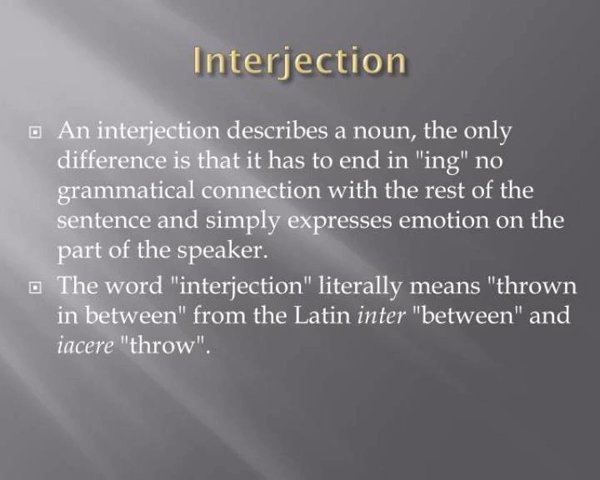 Interjection
An interjection describes a noun, the only
difference is that it has to end in "ing" no
grammatical connection with the rest of the
sentence and simply expresses emotion on the
part of the speaker.
The word "interjection" literally means "thrown
in between" from the Latin inter "between" and
iacere "throw".